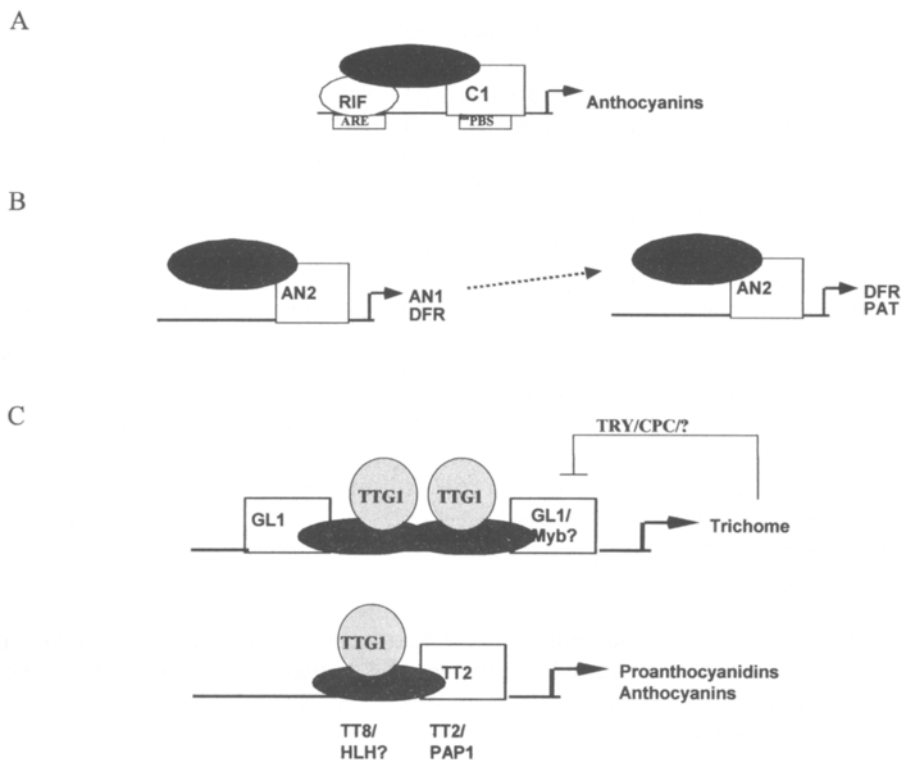 A
RIF
C1
ARE
PBS
Anthocyanins
B
AN2
AN1
DFR
AN2
DFR
PAT
C
TRY/CPC/?
TTG1
TTG1
GL1
GL1/
Myb?
Trichome
TTG1
TT2
Proanthocyanidins
Anthocyanins
TT8/
HLH?
TT2/
PAP1